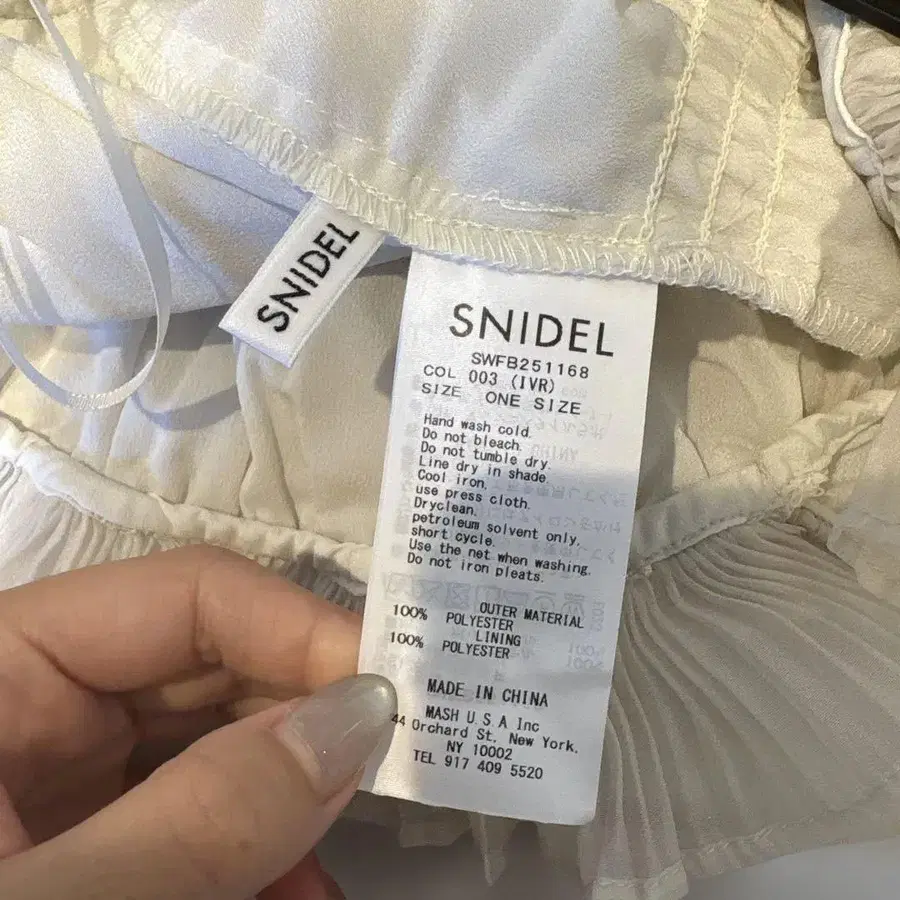 SNIDEL
SNIDEL
SWFB251168
COL 003 (IVR)
SIZE ONE SIZE
Hand wash cold.
Do not bleach.
Do not tumble dry.
Line dry in shade.
Cool iron.
use press cloth.
Dryclean.
petroleum solvent only.
short cycle.
Use the net when washing.
Do not iron pleats.
OUTER MATERIAL
100% POLYESTER
LINING
100% POLYESTER
MADE IN CHINA
MASH U.S.A Inc
44 Orchard St. New York.
NY 10002
TEL 917 409 5520